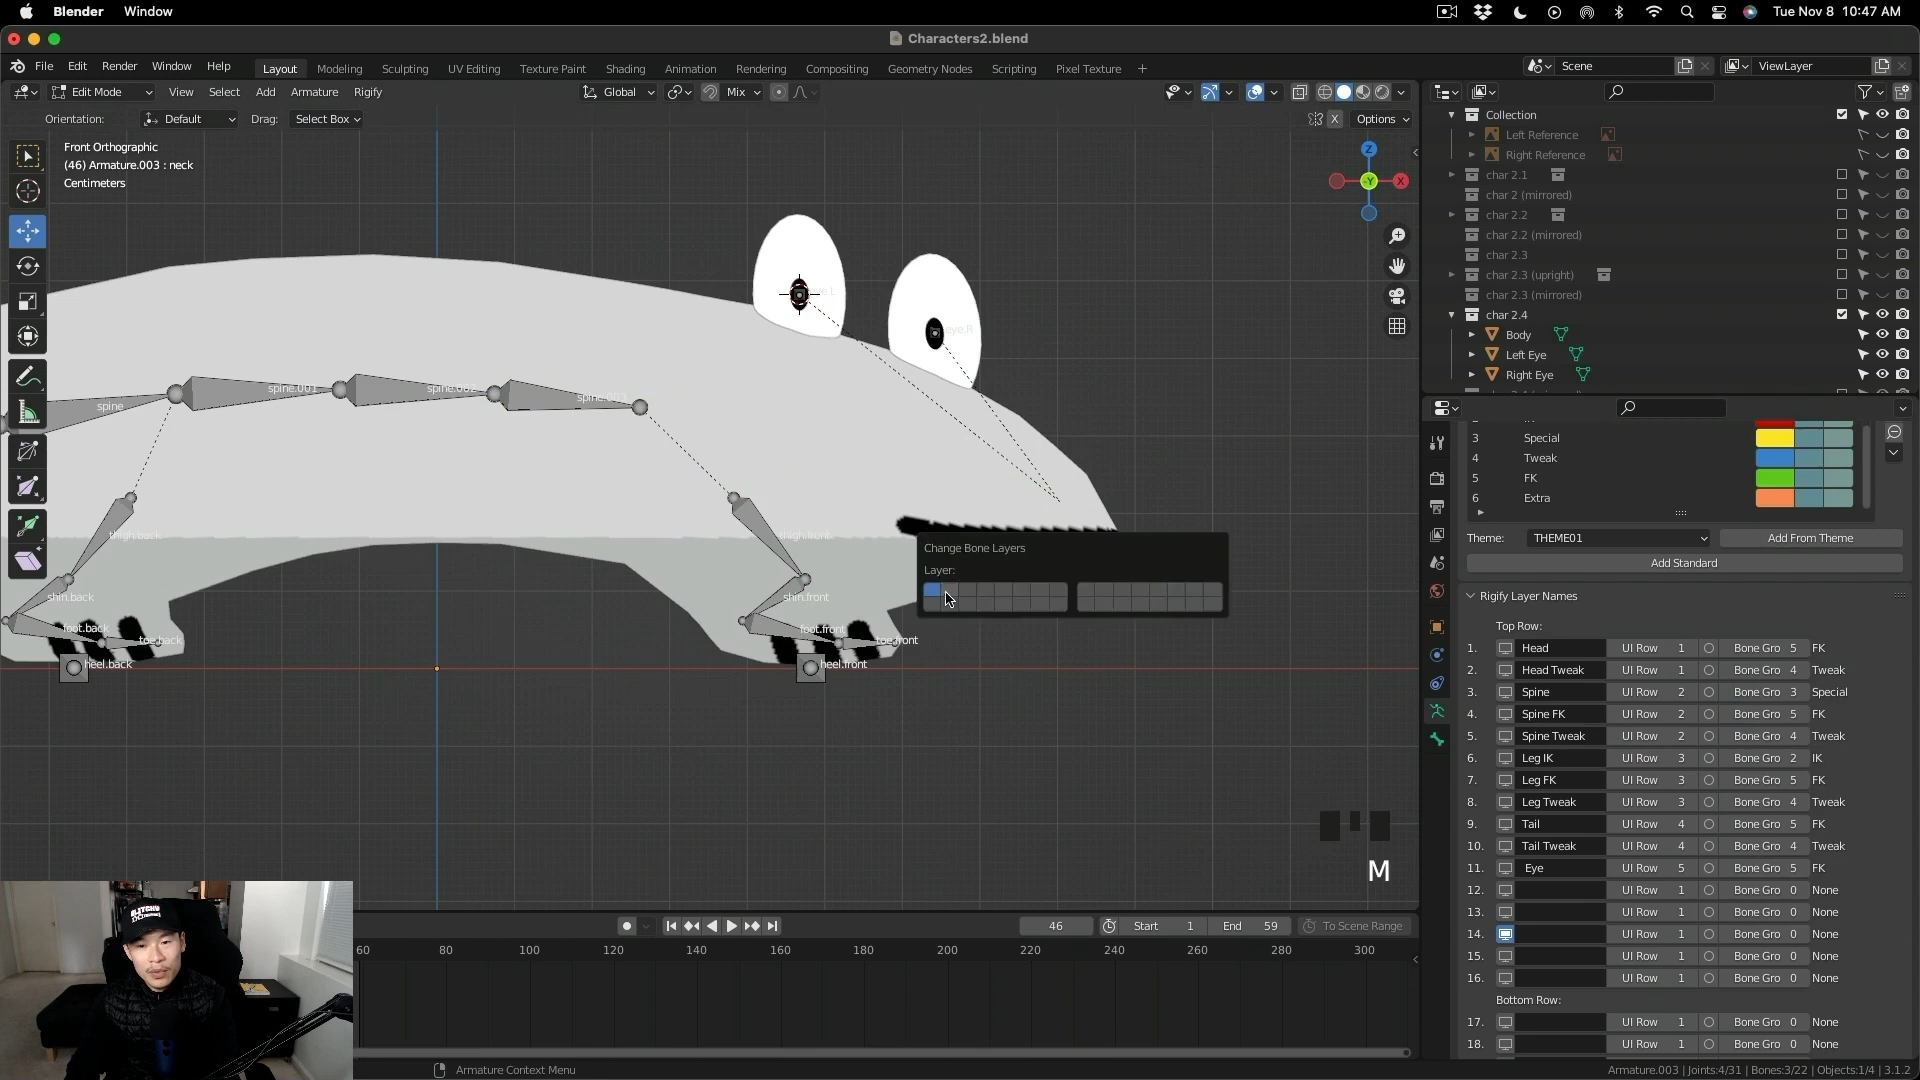 Blender Window
Tue Nov 8 10:47 AM
Characters2.blend
File Edit Render Window Help
Layout Modeling Sculpting UV Editing Texture Paint Shading Animation Rendering Compositing Geometry Nodes Scripting Pixel Texture +
Scene
ViewLayer
Edit Mode View Select Add Armature Rigify
Global
Mix
Orientation: Default Drag: Select Box
X
Options
Front Orthographic
(46) Armature.003 : neck
Centimeters
Z
-Y
X
Collection
Left Reference
Right Reference
char 2.1
char 2 (mirrored)
char 2.2
char 2.2 (mirrored)
char 2.3
char 2.3 (upright)
char 2.3 (mirrored)
char 2.4
Body
Left Eye
Right Eye
eye.R
spine
spine.001
spine.002
spine.003
thigh.back
shin.back
foot.back
toe.back
heel.back
thigh.front
shin.front
foot.front
toe.front
heel.front
Change Bone Layers
Layer:
3 Special
4 Tweak
5 FK
6 Extra
Theme: THEME01 Add From Theme
Add Standard
Rigify Layer Names
Top Row:
1. Head UI Row 1 Bone Gro 5 FK
2. Head Tweak UI Row 1 Bone Gro 4 Tweak
3. Spine UI Row 2 Bone Gro 3 Special
4. Spine FK UI Row 2 Bone Gro 5 FK
5. Spine Tweak UI Row 2 Bone Gro 4 Tweak
6. Leg IK UI Row 3 Bone Gro 2 IK
7. Leg FK UI Row 3 Bone Gro 5 FK
8. Leg Tweak UI Row 3 Bone Gro 4 Tweak
9. Tail UI Row 4 Bone Gro 5 FK
10. Tail Tweak UI Row 4 Bone Gro 4 Tweak
11. Eye UI Row 5 Bone Gro 5 FK
12. UI Row 1 Bone Gro 0 None
13. UI Row 1 Bone Gro 0 None
14. UI Row 1 Bone Gro 0 None
15. UI Row 1 Bone Gro 0 None
16. UI Row 1 Bone Gro 0 None
Bottom Row:
17. UI Row 1 Bone Gro 0 None
18. UI Row 1 Bone Gro 0 None
M
46 Start 1 End 59 To Scene Range
60 80 100 120 140 160 180 200 220 240 260 280 300
Armature Context Menu
Armature.003 | Joints:4/31 | Bones:3/22 | Objects:1/4 | 3.1.2